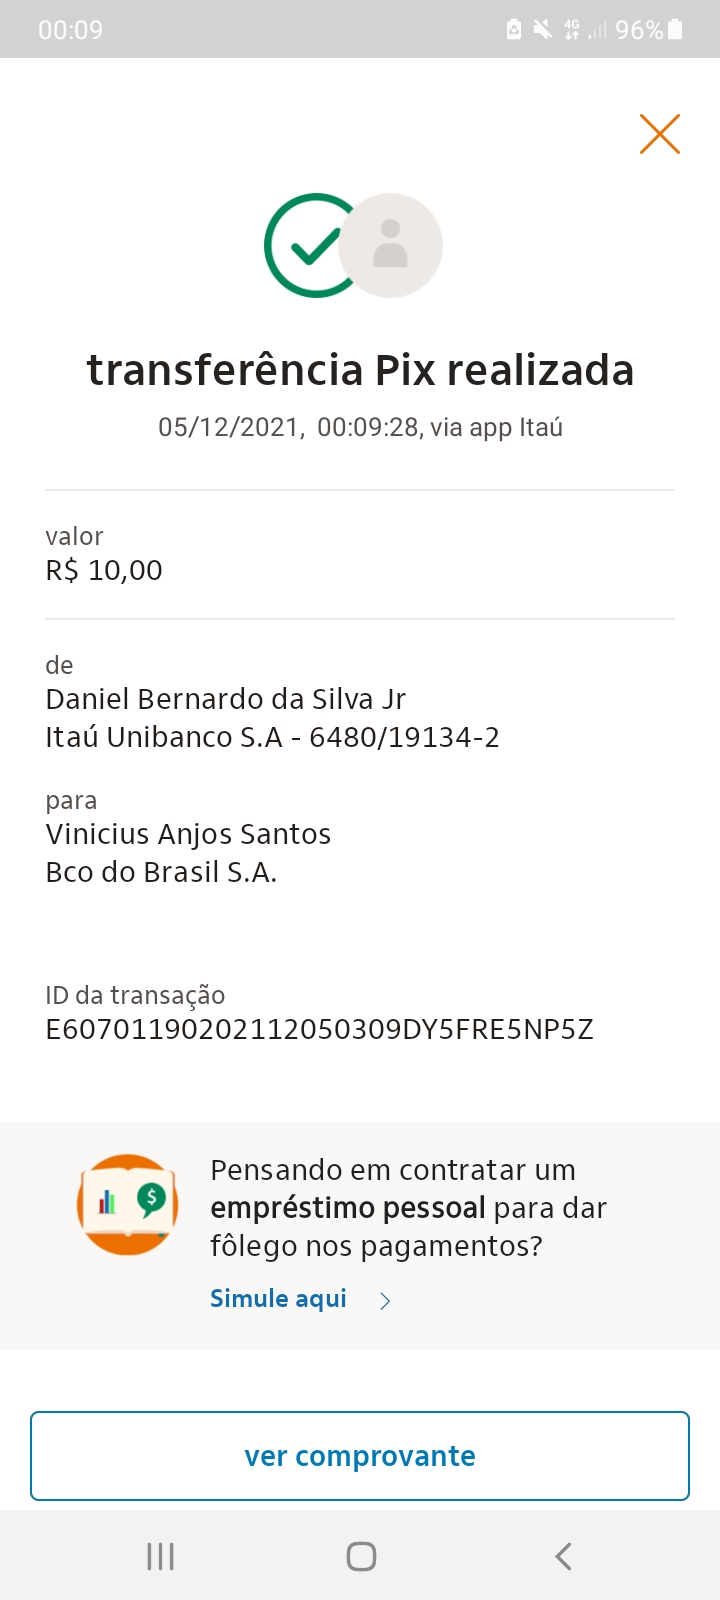 00:09
4G
96%
transferência Pix realizada
05/12/2021, 00:09:28, via app Itaú
valor
R$ 10,00
de
Daniel Bernardo da Silva Jr
Itaú Unibanco S.A - 6480/19134-2
para
Vinicius Anjos Santos
Bco do Brasil S.A.
ID da transação
E60701190202112050309DY5FRE5NP5Z
$
Pensando em contratar um
empréstimo pessoal para dar
fôlego nos pagamentos?
Simule aqui
ver comprovante